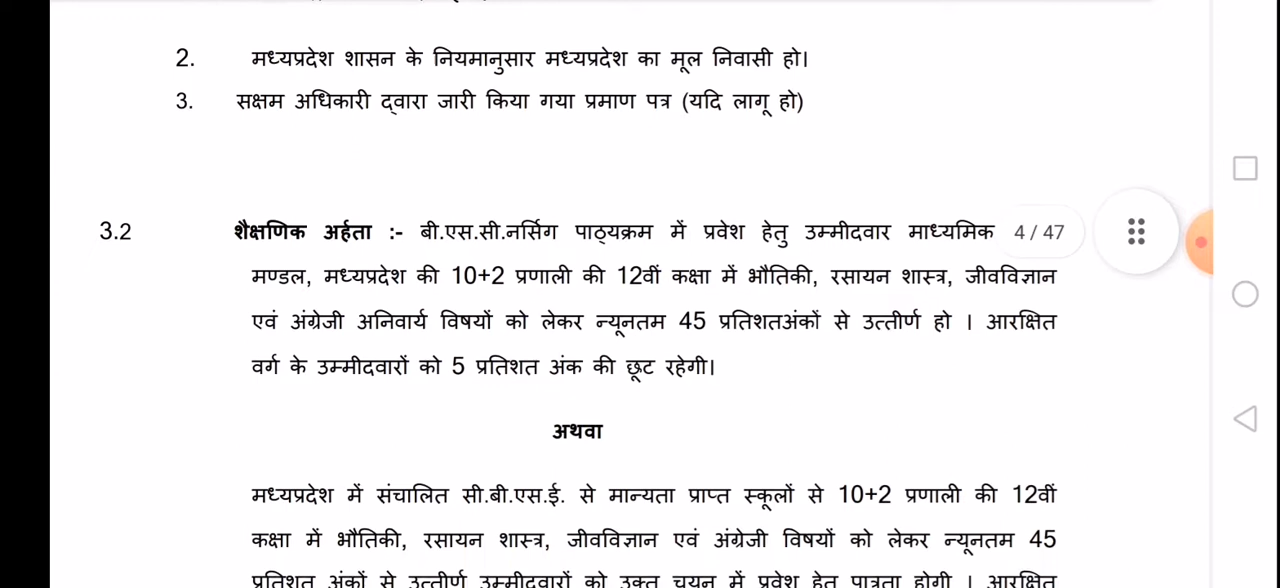 2. मध्यप्रदेश शासन के नियमानुसार मध्यप्रदेश का मूल निवासी हो।
3. सक्षम अधिकारी द्वारा जारी किया गया प्रमाण पत्र (यदि लागू हो)
3.2 शैक्षणिक अर्हता :- बी.एस.सी.नर्सिग पाठ्यक्रम में प्रवेश हेतु उम्मीदवार माध्यमिक 4 / 47
मण्डल, मध्यप्रदेश की 10+2 प्रणाली की 12वीं कक्षा में भौतिकी, रसायन शास्त्र, जीवविज्ञान
एवं अंग्रेजी अनिवार्य विषयों को लेकर न्यूनतम 45 प्रतिशतअंकों से उत्तीर्ण हो । आरक्षित
वर्ग के उम्मीदवारों को 5 प्रतिशत अंक की छूट रहेगी।
अथवा
मध्यप्रदेश में संचालित सी.बी.एस.ई. से मान्यता प्राप्त स्कूलों से 10+2 प्रणाली की 12वीं
कक्षा में भौतिकी, रसायन शास्त्र, जीवविज्ञान एवं अंग्रेजी विषयों को लेकर न्यूनतम 45
प्रतिशत अंकों से उत्तीर्ण उम्मीदवारों को उक्त चयन में प्रवेश हेतु पात्रता होगी । आरक्षित